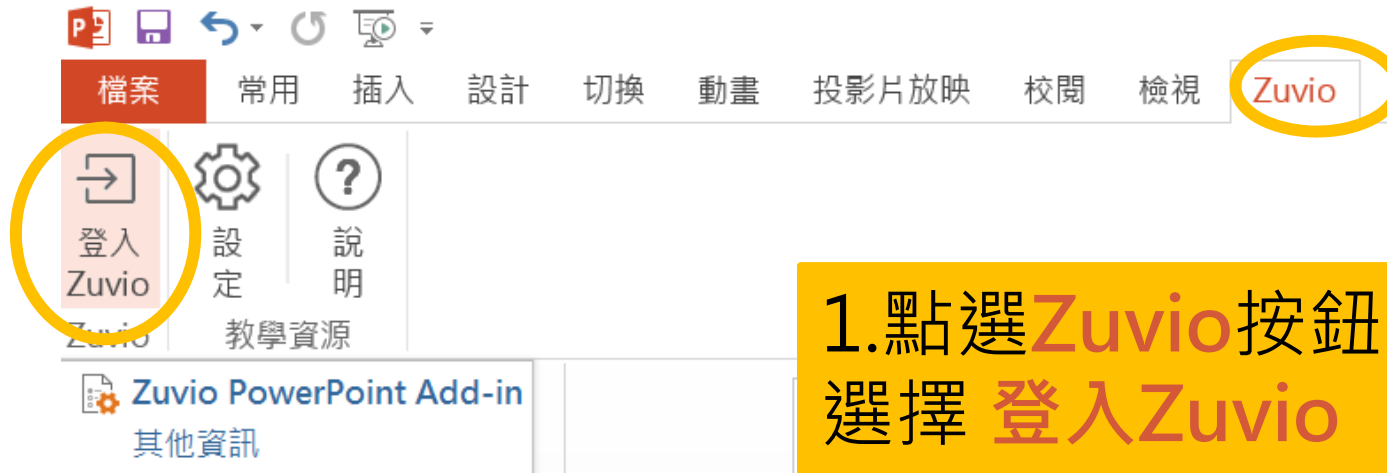 檔案 常用 插入 設計 切換 動畫 投影片放映 校閱 檢視 Zuvio
登入 設 說
Zuvio 定 明
Zuvio 教學資源
Zuvio PowerPoint Add-in
其他資訊
1.點選Zuvio按鈕
選擇 登入Zuvio